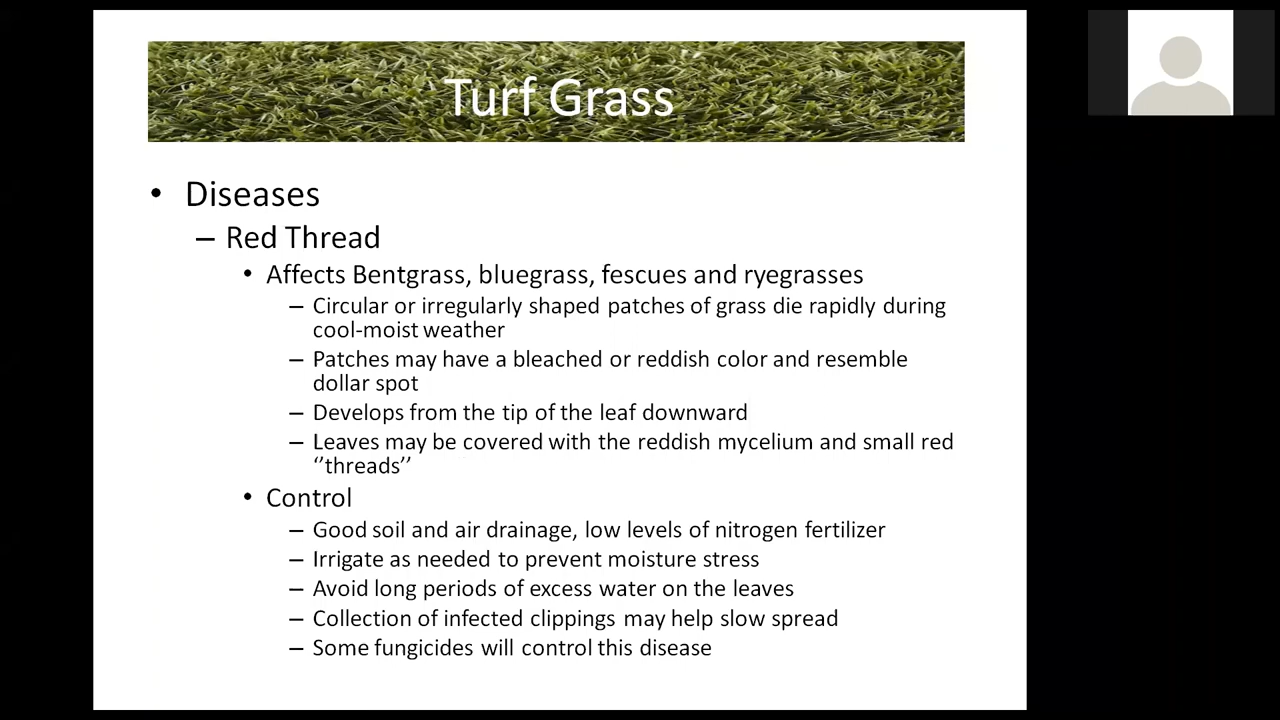 Turf Grass
• Diseases
– Red Thread
• Affects Bentgrass, bluegrass, fescues and ryegrasses
– Circular or irregularly shaped patches of grass die rapidly during
cool-moist weather
– Patches may have a bleached or reddish color and resemble
dollar spot
– Develops from the tip of the leaf downward
– Leaves may be covered with the reddish mycelium and small red
‘’threads’’
• Control
– Good soil and air drainage, low levels of nitrogen fertilizer
– Irrigate as needed to prevent moisture stress
– Avoid long periods of excess water on the leaves
– Collection of infected clippings may help slow spread
– Some fungicides will control this disease